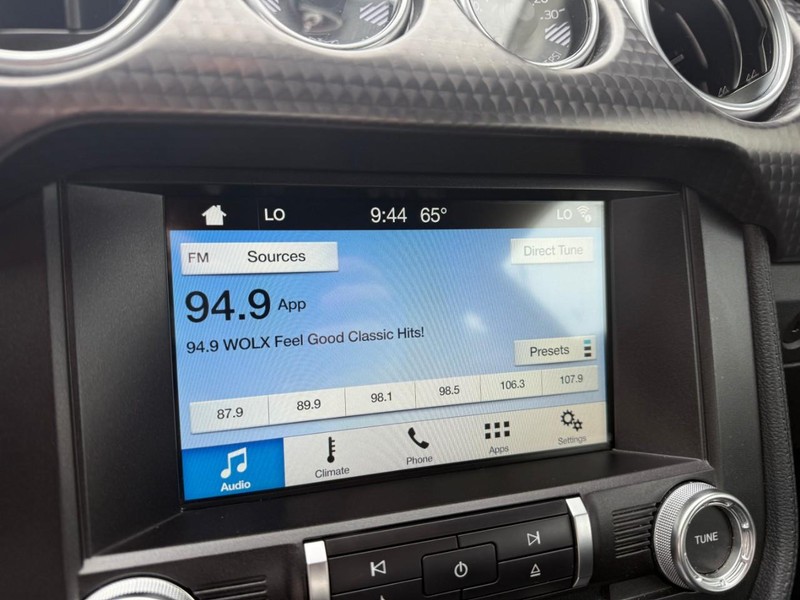 .30
LO 9:44 65° LO
FM Sources Direct Tune
94.9 App
94.9 WOLX Feel Good Classic Hits!
Presets
87.9 89.9 98.1 98.5 106.3 107.9
Audio Climate Phone Apps Settings
TUNE